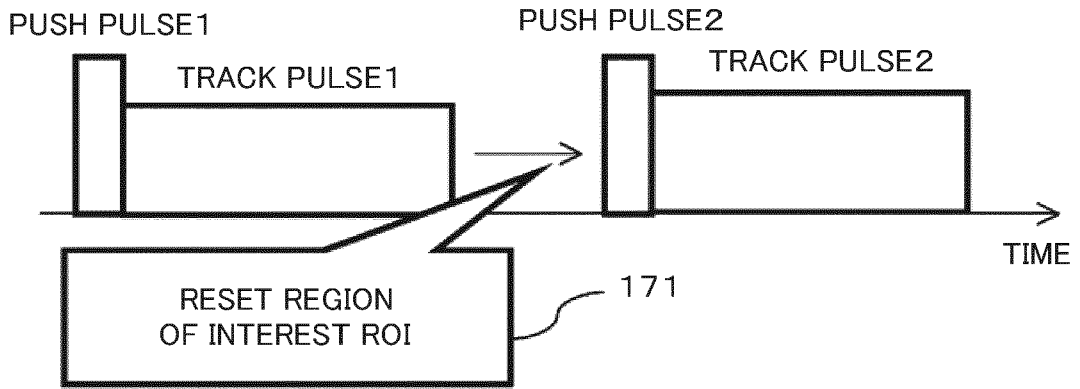 PUSH PULSE1
PUSH PULSE2
TRACK PULSE1
TRACK PULSE2
TIME
RESET REGION
OF INTEREST ROI
171